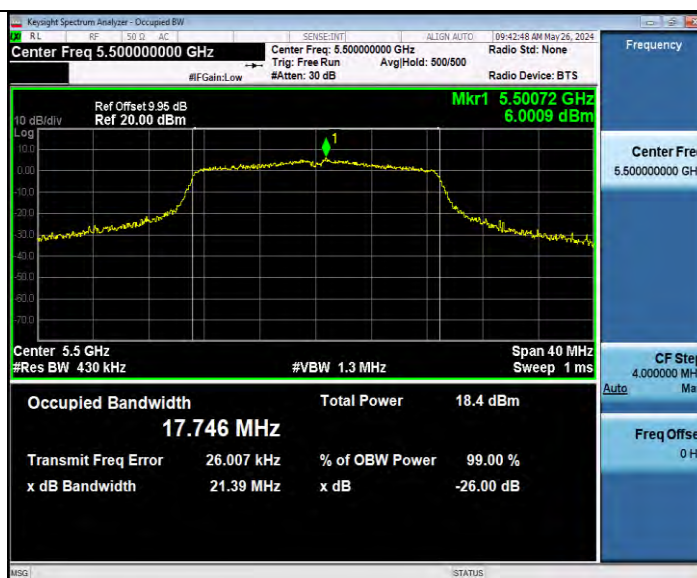 Keysight Spectrum Analyzer - Occupied BW
RL RF 50 Ω AC SENSE:INT ALIGN AUTO 09:42:48 AM May 26, 2024
Center Freq 5.500000000 GHz
Center Freq: 5.500000000 GHz
Radio Std: None
Trig: Free Run Avg|Hold: 500/500
#IFGain:Low #Atten: 30 dB Radio Device: BTS
Frequency
Ref Offset 9.95 dB
10 dB/div Ref 20.00 dBm
Mkr1 5.50072 GHz
6.0009 dBm
Log
10.0
0.00
-10.0
-20.0
-30.0
-40.0
-50.0
-60.0
-70.0
1
Center 5.5 GHz Span 40 MHz
#Res BW 430 kHz #VBW 1.3 MHz Sweep 1 ms
Occupied Bandwidth Total Power 18.4 dBm
17.746 MHz
Transmit Freq Error 26.007 kHz % of OBW Power 99.00 %
x dB Bandwidth 21.39 MHz x dB -26.00 dB
Center Fre
5.500000000 GH
CF Step
4.000000 MH
Auto Ma
Freq Offse
0 H
MSG STATUS